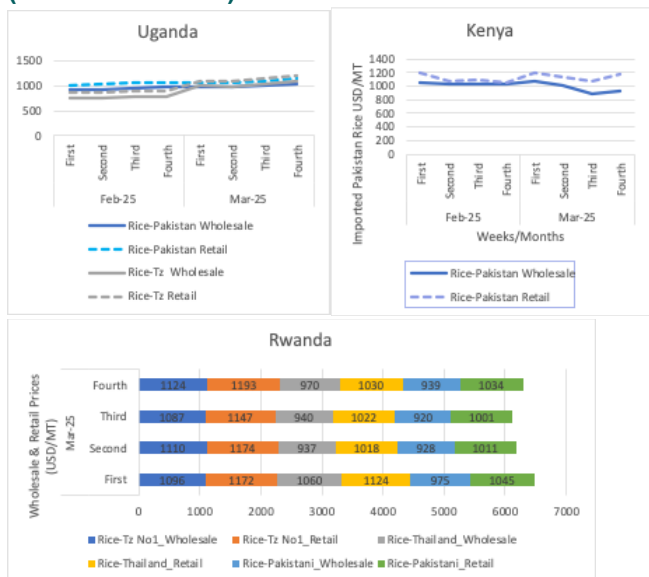 Uganda
1500
1000
500
0
First
Second
Third
Fourth
First
Second
Third
Fourth
Feb-25
Mar-25
Rice-Pakistan Wholesale
Rice-Pakistan Retail
Rice-Tz Wholesale
Rice-Tz Retail
Kenya
Imported Pakistan Rice USD/MT
1400
1200
1000
800
600
400
200
0
First
Second
Third
Fourth
First
Second
Third
Fourth
Feb-25
Mar-25
Weeks/Months
Rice-Pakistan Wholesale
Rice-Pakistan Retail
Rwanda
Wholesale & Retail Prices
(USD/MT)
Mar-25
Fourth 1124 1193 970 1030 939 1034
Third 1087 1147 940 1022 920 1001
Second 1110 1174 937 1018 928 1011
First 1096 1172 1060 1124 975 1045
0 1000 2000 3000 4000 5000 6000 7000
Rice-Tz No1_Wholesale Rice-Tz No1_Retail Rice-Thailand_Wholesale
Rice-Thailand_Retail Rice-Pakistani_Wholesale Rice-Pakistani_Retail